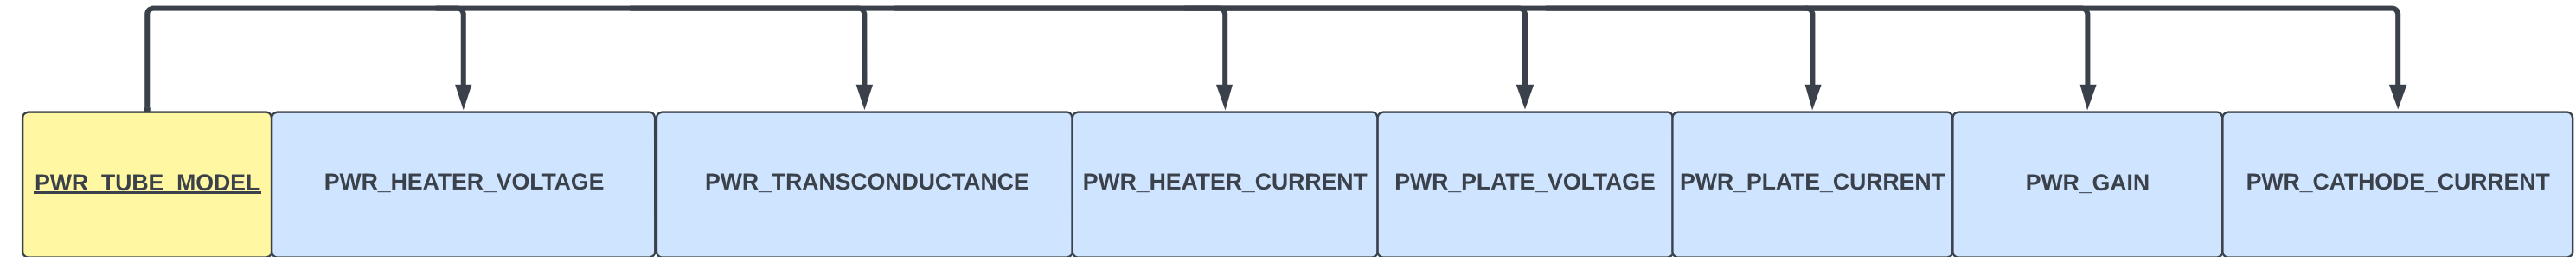 PWR_TUBE_MODEL
PWR_HEATER_VOLTAGE
PWR_TRANSCONDUCTANCE
PWR_HEATER_CURRENT
PWR_PLATE_VOLTAGE
PWR_PLATE_CURRENT
PWR_GAIN
PWR_CATHODE_CURRENT